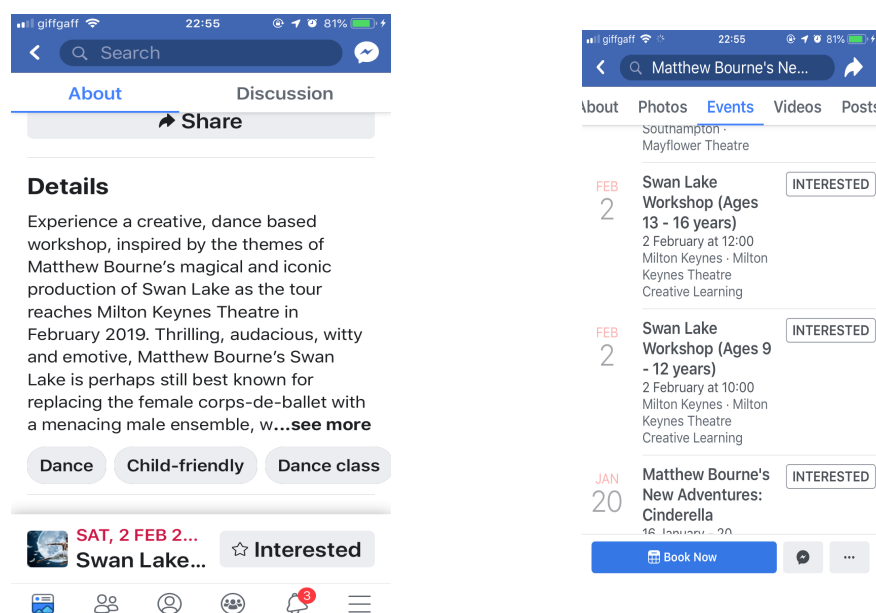 giffgaff 22:55 81%
Search
About Discussion
Share
Details
Experience a creative, dance based
workshop, inspired by the themes of
Matthew Bourne’s magical and iconic
production of Swan Lake as the tour
reaches Milton Keynes Theatre in
February 2019. Thrilling, audacious, witty
and emotive, Matthew Bourne’s Swan
Lake is perhaps still best known for
replacing the female corps-de-ballet with
a menacing male ensemble, w...see more
Dance Child-friendly Dance class
SAT, 2 FEB 2...
Swan Lake...
Interested
3
giffgaff 22:55 81%
Matthew Bourne's Ne...
About Photos Events Videos Posts
Southampton ·
Mayflower Theatre
FEB
2
Swan Lake
Workshop (Ages
13 - 16 years)
2 February at 12:00
Milton Keynes · Milton
Keynes Theatre
Creative Learning
INTERESTED
FEB
2
Swan Lake
Workshop (Ages 9
- 12 years)
2 February at 10:00
Milton Keynes · Milton
Keynes Theatre
Creative Learning
INTERESTED
JAN
20
Matthew Bourne's
New Adventures:
Cinderella
16 January – 20
INTERESTED
Book Now